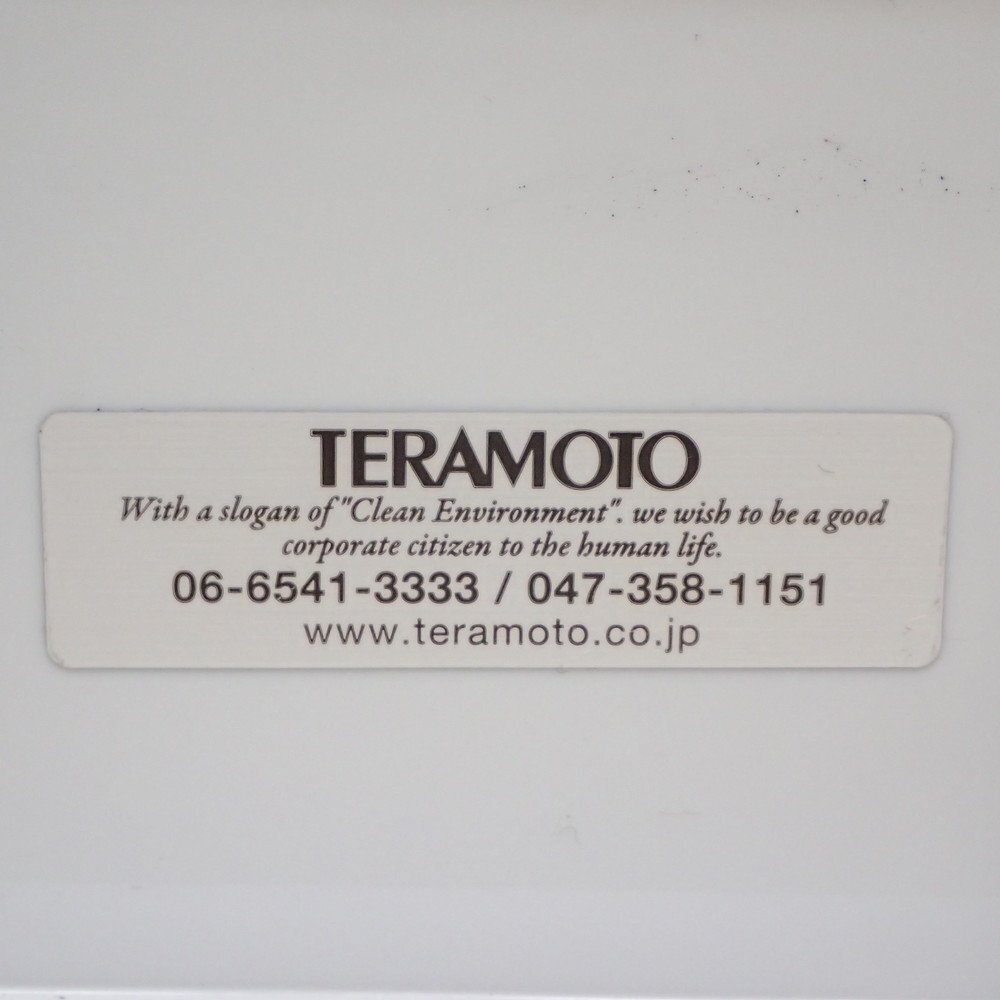 TERAMOTO
With a slogan of "Clean Environment". we wish to be a good
corporate citizen to the human life.
06-6541-3333 / 047-358-1151
www.teramoto.co.jp